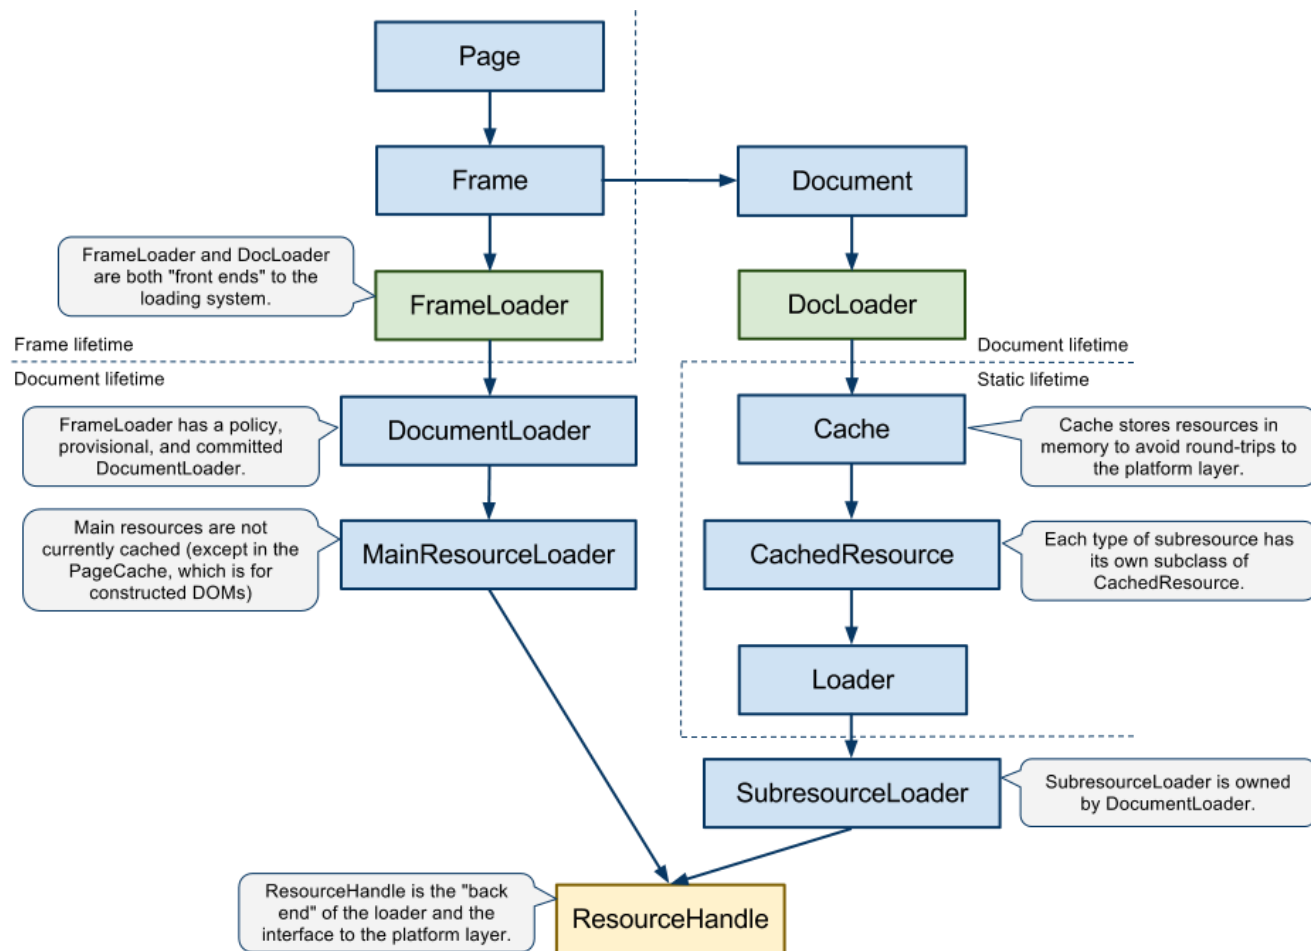 Page
Frame
Document
FrameLoader and DocLoader
are both "front ends" to the
loading system.
FrameLoader
DocLoader
Frame lifetime
Document lifetime
Document lifetime
Static lifetime
FrameLoader has a policy,
provisional, and committed
DocumentLoader.
DocumentLoader
Cache
Cache stores resources in
memory to avoid round-trips to
the platform layer.
Main resources are not
currently cached (except in the
PageCache, which is for
constructed DOMs)
MainResourceLoader
CachedResource
Each type of subresource has
its own subclass of
CachedResource.
Loader
SubresourceLoader
SubresourceLoader is owned
by DocumentLoader.
ResourceHandle is the "back
end" of the loader and the
interface to the platform layer.
ResourceHandle